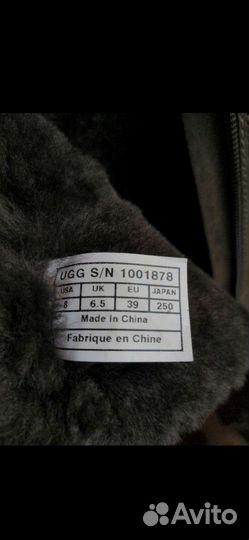 UGG S/N 1001878
USA UK EU JAPAN
8 6.5 39 250
Made in China
Fabrique en Chine
Avito